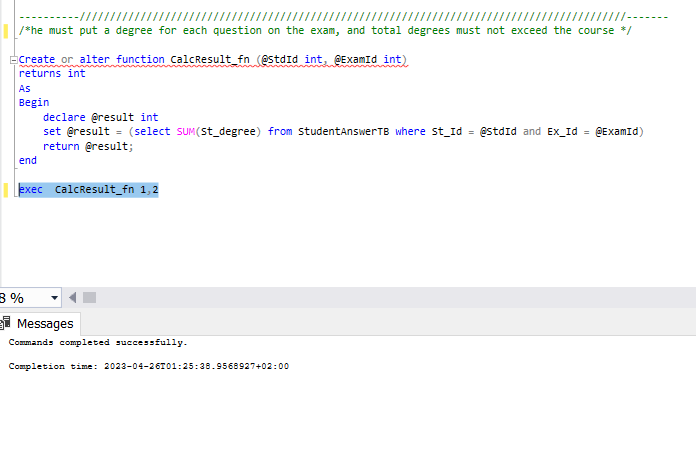 ----------///////////////////////////////////////////////////////////////////////////////////////////-------
/*he must put a degree for each question on the exam, and total degrees must not exceed the course */
Create or alter function CalcResult_fn (@StdId int, @ExamId int)
returns int
As
Begin
declare @result int
set @result = (select SUM(St_degree) from StudentAnswerTB where St_Id = @StdId and Ex_Id = @ExamId)
return @result;
end
exec CalcResult_fn 1,2
8 %
Messages
Commands completed successfully.
Completion time: 2023-04-26T01:25:38.9568927+02:00